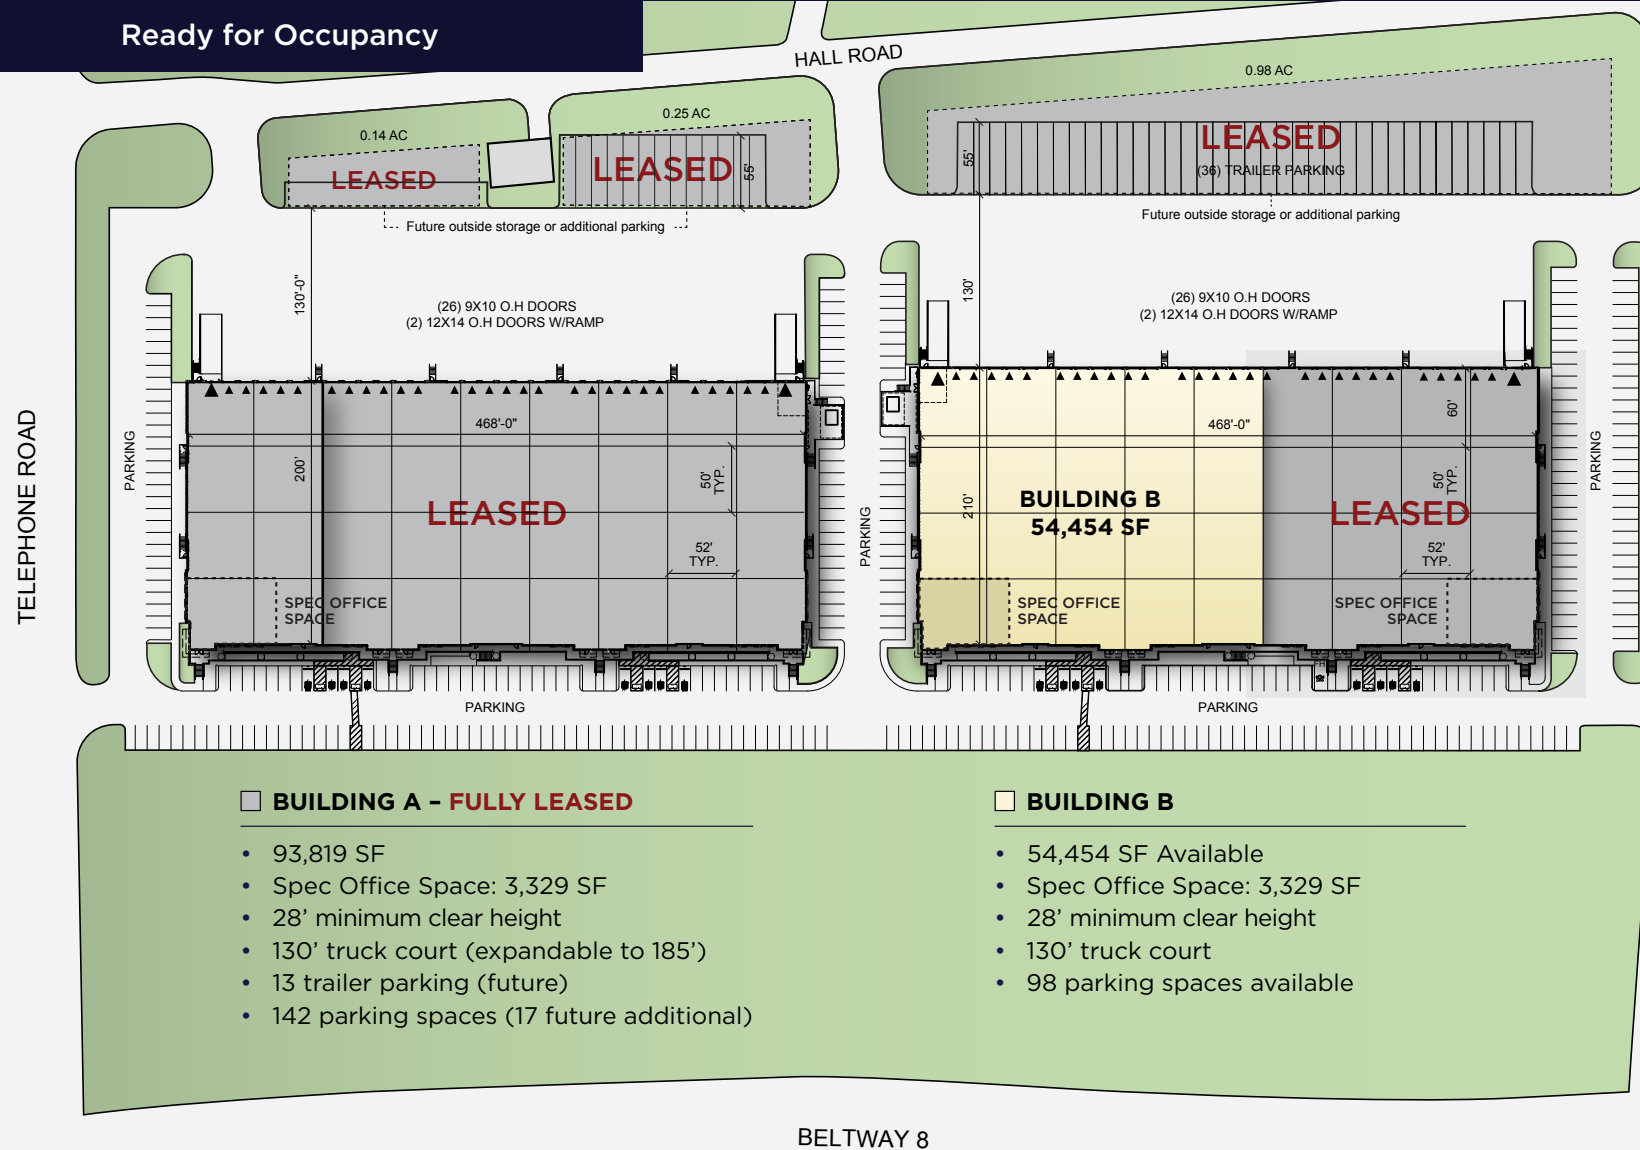 Ready for Occupancy
HALL ROAD
0.14 AC
0.25 AC
0.98 AC
LEASED
LEASED
55'
LEASED
55'
(36) TRAILER PARKING
Future outside storage or additional parking
Future outside storage or additional parking
130'-0"
(26) 9X10 O.H DOORS
(2) 12X14 O.H DOORS W/RAMP
130'
(26) 9X10 O.H DOORS
(2) 12X14 O.H DOORS W/RAMP
TELEPHONE ROAD
PARKING
468'-0"
200'
50'
TYP.
LEASED
52'
TYP.
SPEC OFFICE
SPACE
PARKING
468'-0"
60'
210'
50'
TYP.
BUILDING B
54,454 SF
LEASED
52'
TYP.
SPEC OFFICE
SPACE
SPEC OFFICE
SPACE
PARKING
FH
PARKING
PARKING
BUILDING A – FULLY LEASED
• 93,819 SF
• Spec Office Space: 3,329 SF
• 28’ minimum clear height
• 130’ truck court (expandable to 185’)
• 13 trailer parking (future)
• 142 parking spaces (17 future additional)
BUILDING B
• 54,454 SF Available
• Spec Office Space: 3,329 SF
• 28’ minimum clear height
• 130’ truck court
• 98 parking spaces available
BELTWAY 8